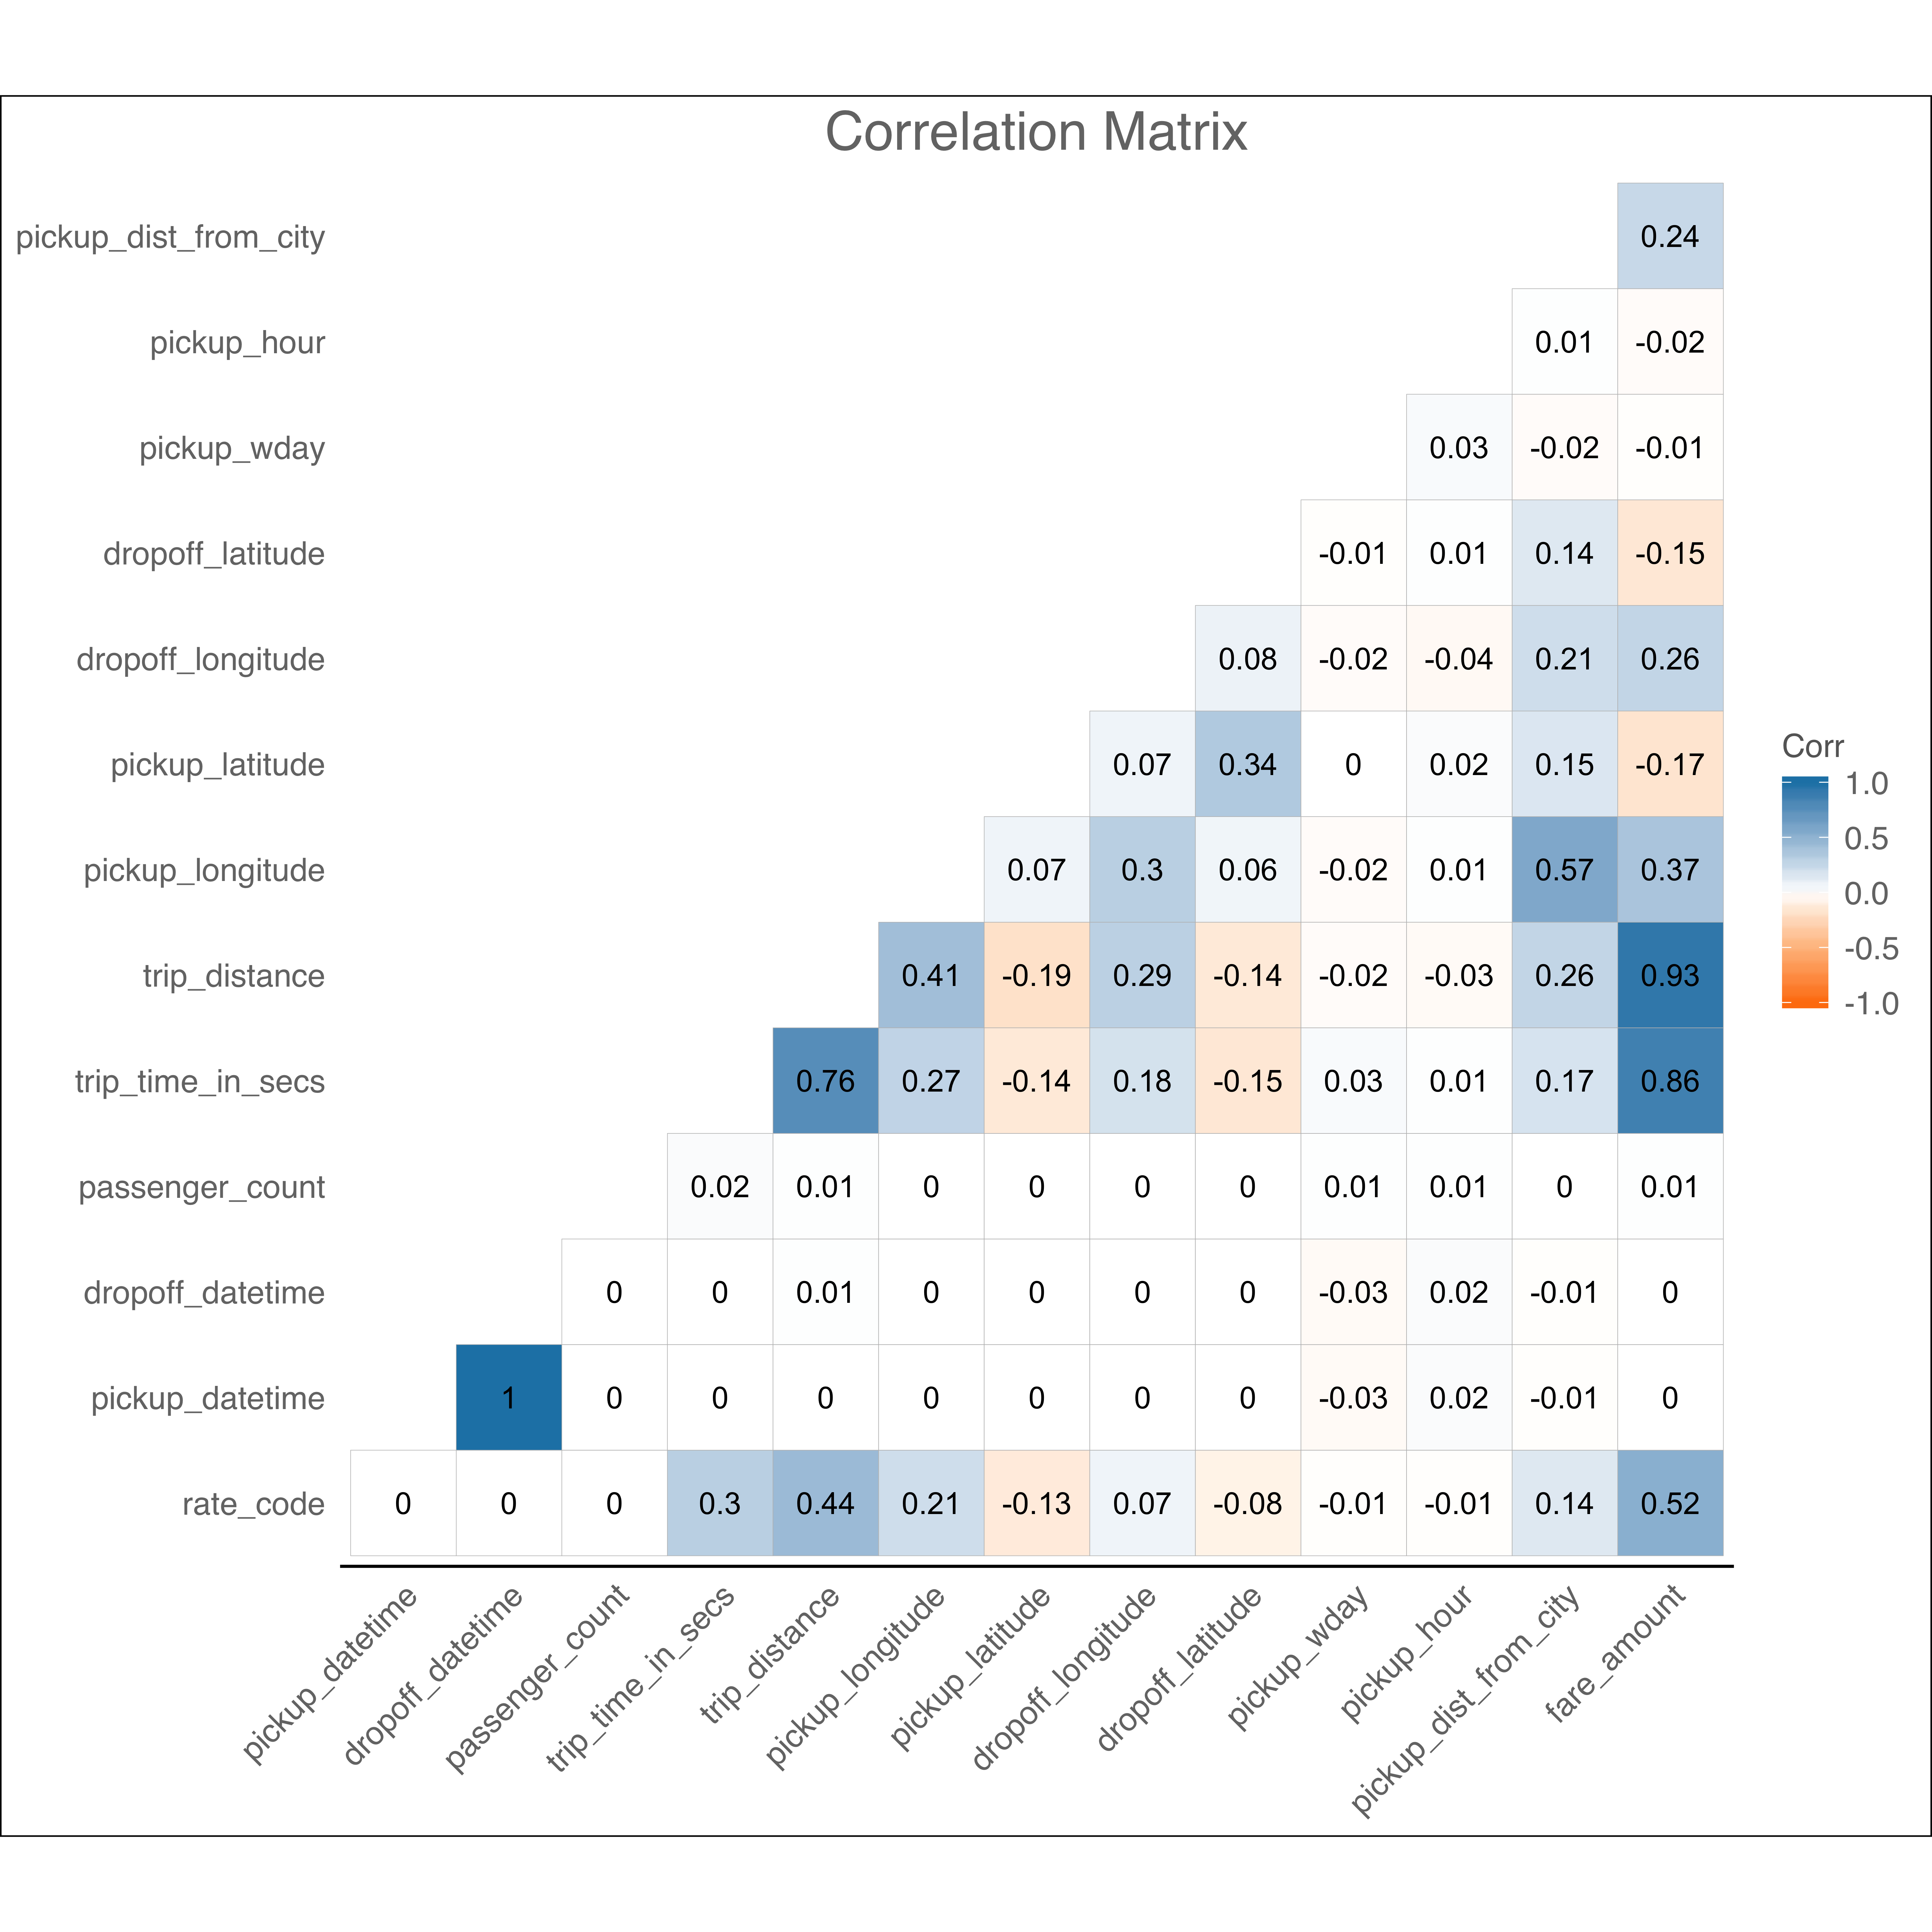 Correlation Matrix
pickup_dist_from_city 0.24
pickup_hour 0.01 -0.02
pickup_wday 0.03 -0.02 -0.01
dropoff_latitude -0.01 0.01 0.14 -0.15
dropoff_longitude 0.08 -0.02 -0.04 0.21 0.26
pickup_latitude 0.07 0.34 0 0.02 0.15 -0.17
pickup_longitude 0.07 0.3 0.06 -0.02 0.01 0.57 0.37
trip_distance 0.41 -0.19 0.29 -0.14 -0.02 -0.03 0.26 0.93
trip_time_in_secs 0.76 0.27 -0.14 0.18 -0.15 0.03 0.01 0.17 0.86
passenger_count 0.02 0.01 0 0 0 0 0.01 0.01 0 0.01
dropoff_datetime 0 0 0.01 0 0 0 0 -0.03 0.02 -0.01 0
pickup_datetime 1 0 0 0 0 0 0 0 -0.03 0.02 -0.01 0
rate_code 0 0 0 0.3 0.44 0.21 -0.13 0.07 -0.08 -0.01 -0.01 0.14 0.52
pickup_datetime
dropoff_datetime
passenger_count
trip_time_in_secs
trip_distance
pickup_longitude
pickup_latitude
dropoff_longitude
dropoff_latitude
pickup_wday
pickup_hour
pickup_dist_from_city
fare_amount
Corr
1.0
0.5
0.0
-0.5
-1.0